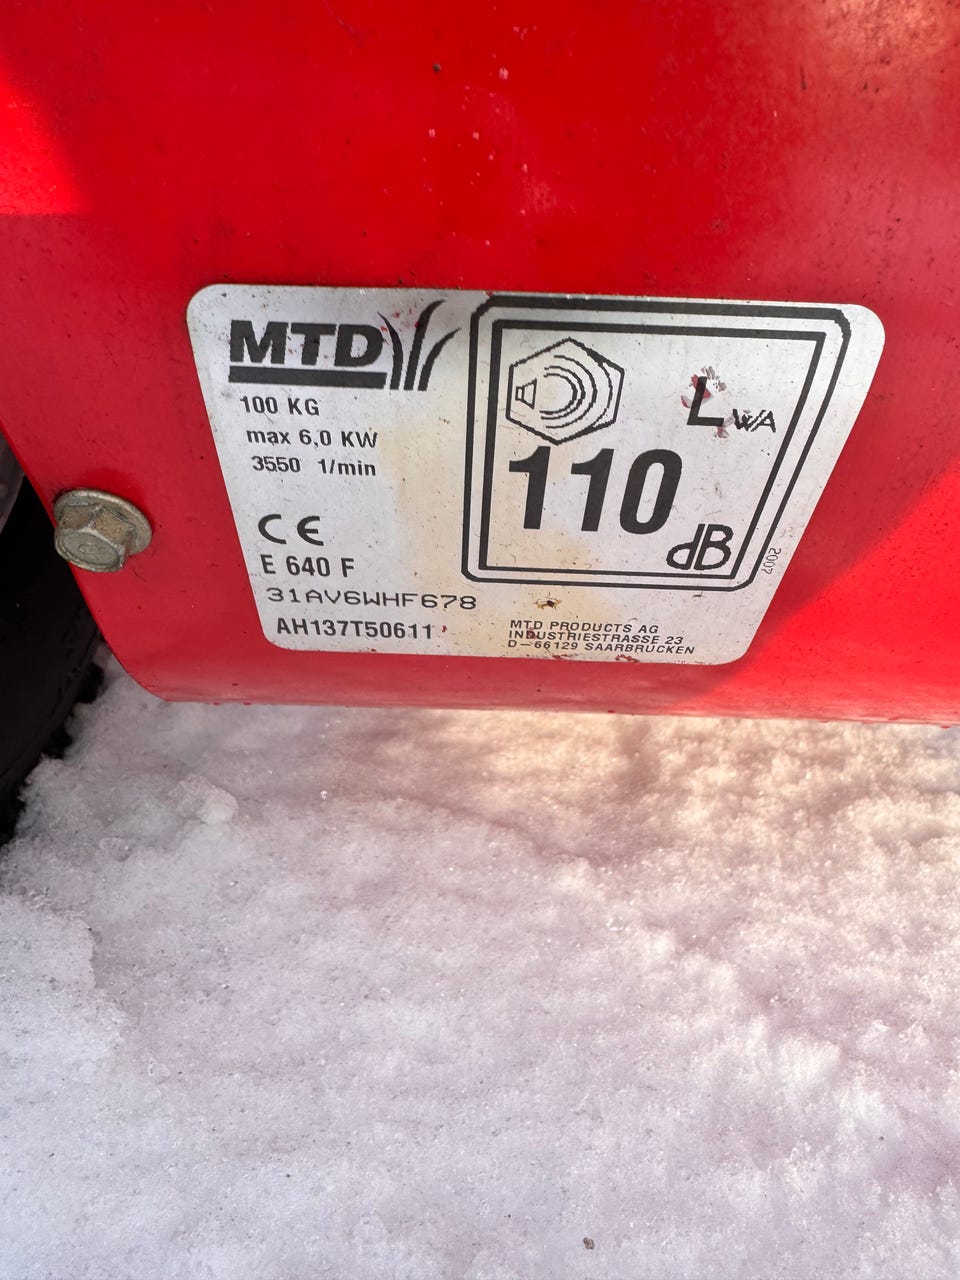 MTD
100 KG
max 6,0 KW
3550 1/min
CE
E 640 F
31AV6WHF678
AH137T50611
LWA
110
dB
2007
MTD PRODUCTS AG
INDUSTRIESTRASSE 23
D-66129 SAARBRÜCKEN